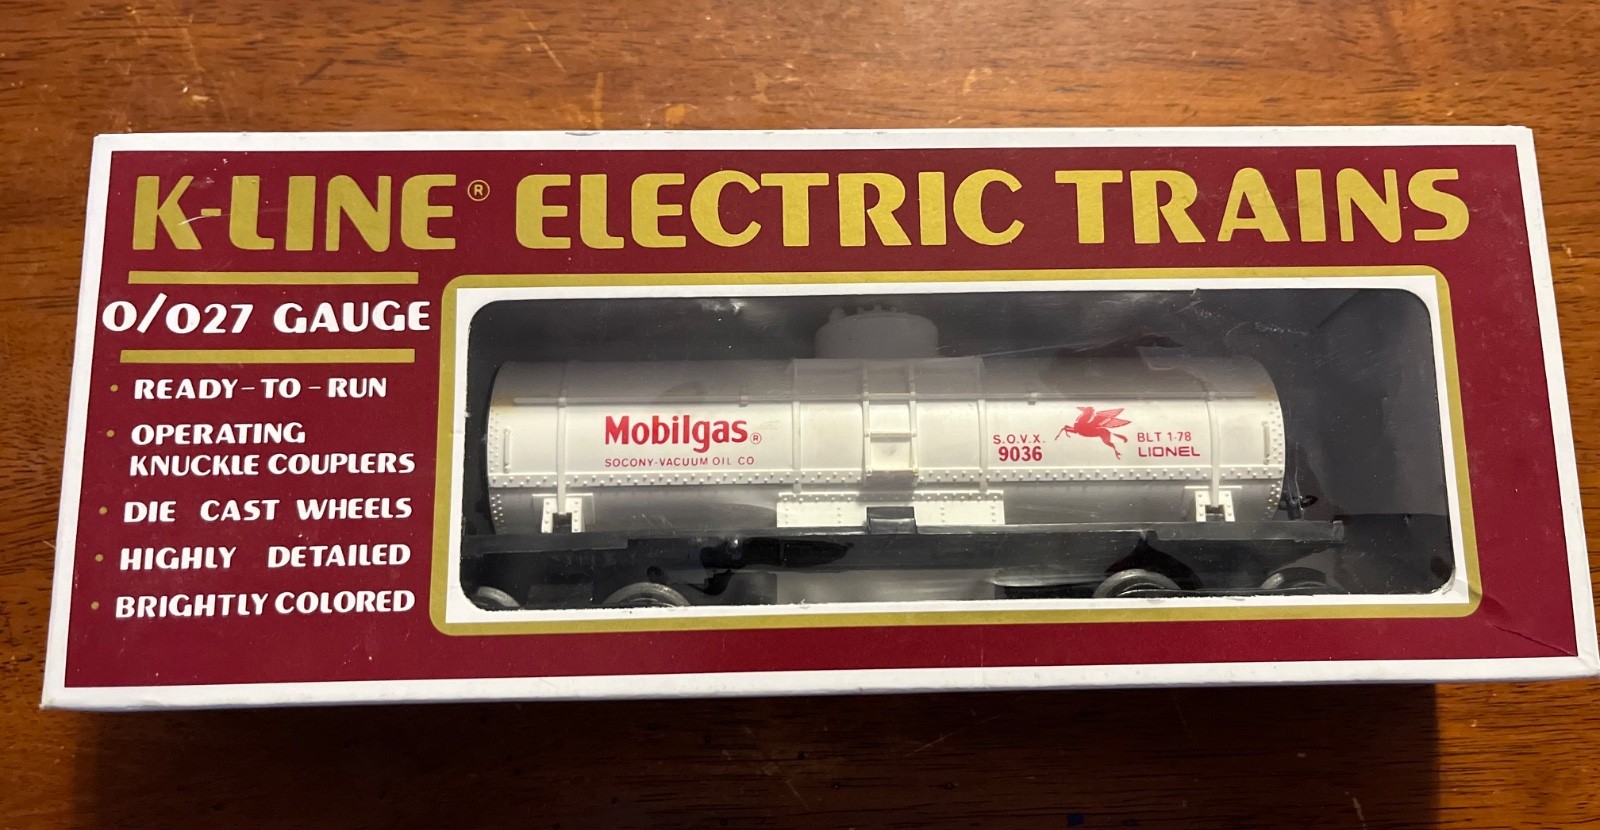 K-LINE® ELECTRIC TRAINS
O/O27 GAUGE
• READY-TO-RUN
• OPERATING
KNUCKLE COUPLERS
• DIE CAST WHEELS
• HIGHLY DETAILED
• BRIGHTLY COLORED
Mobilgas®
SOCONY-VACUUM OIL CO
S.O.V.X.
9036
BLT 1-78
LIONEL